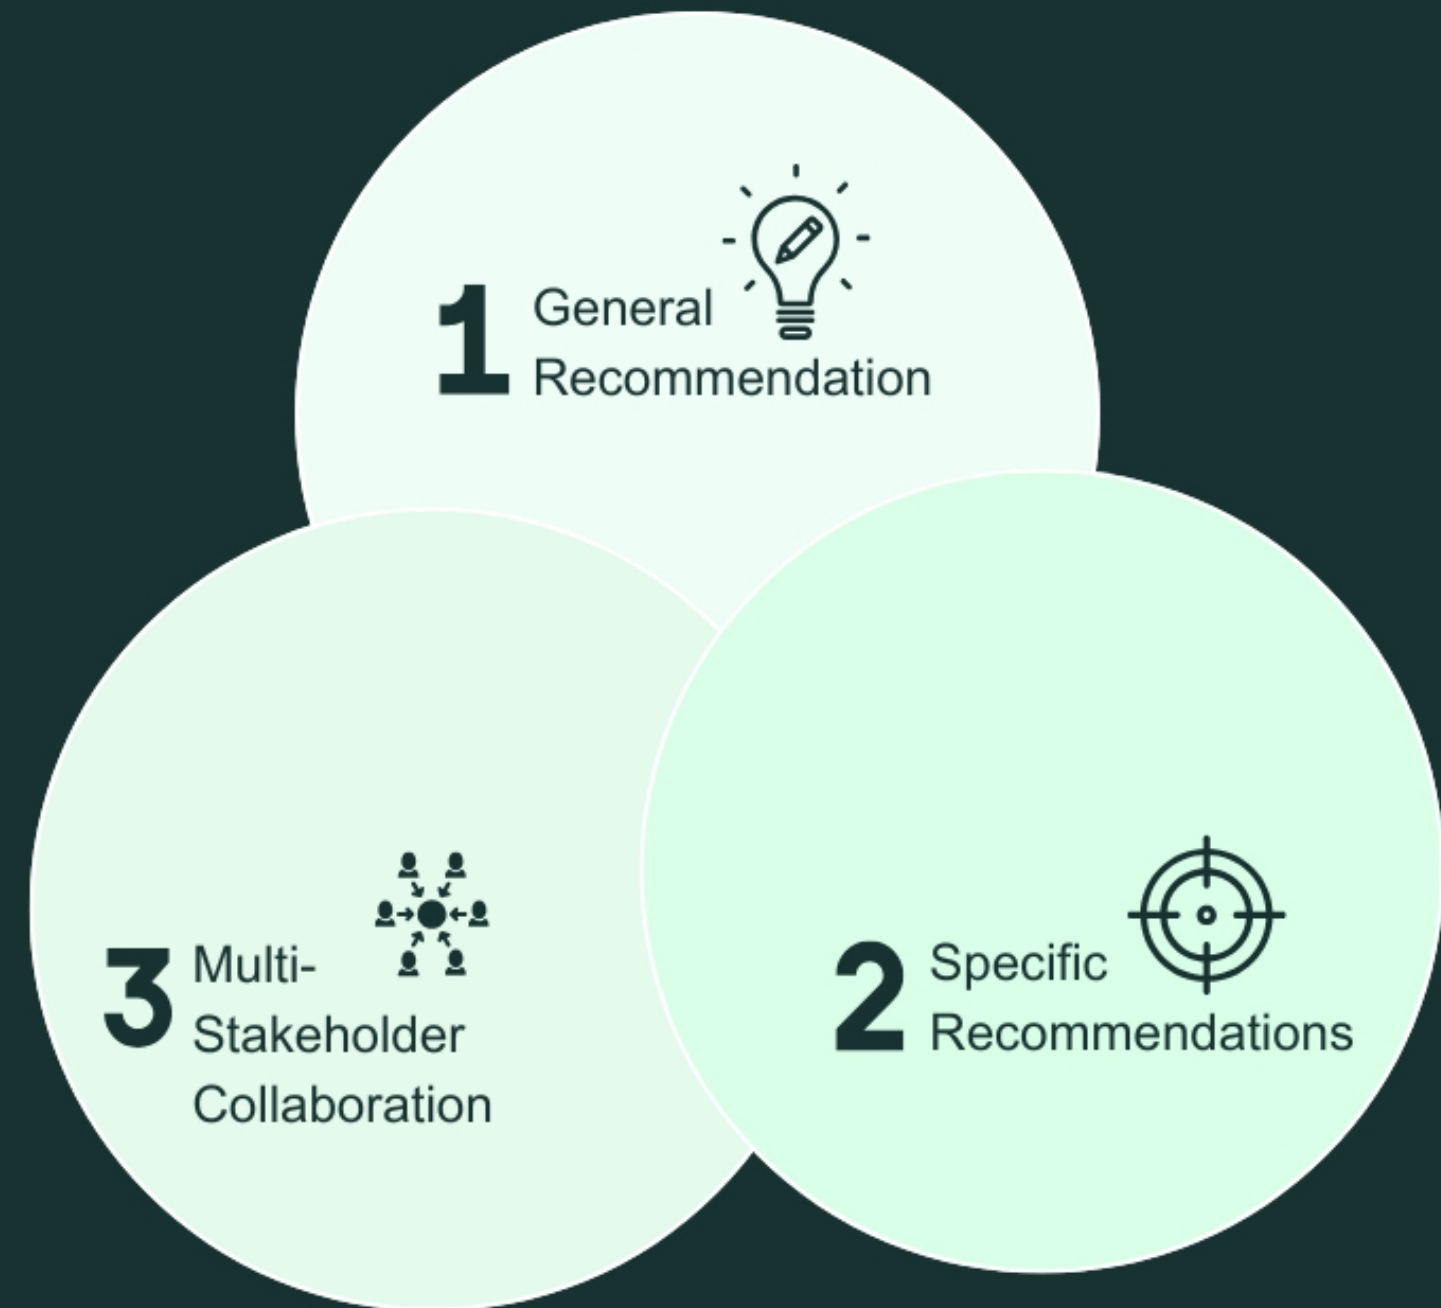 1 General
Recommendation
2 Specific
Recommendations
3 Multi-
Stakeholder
Collaboration